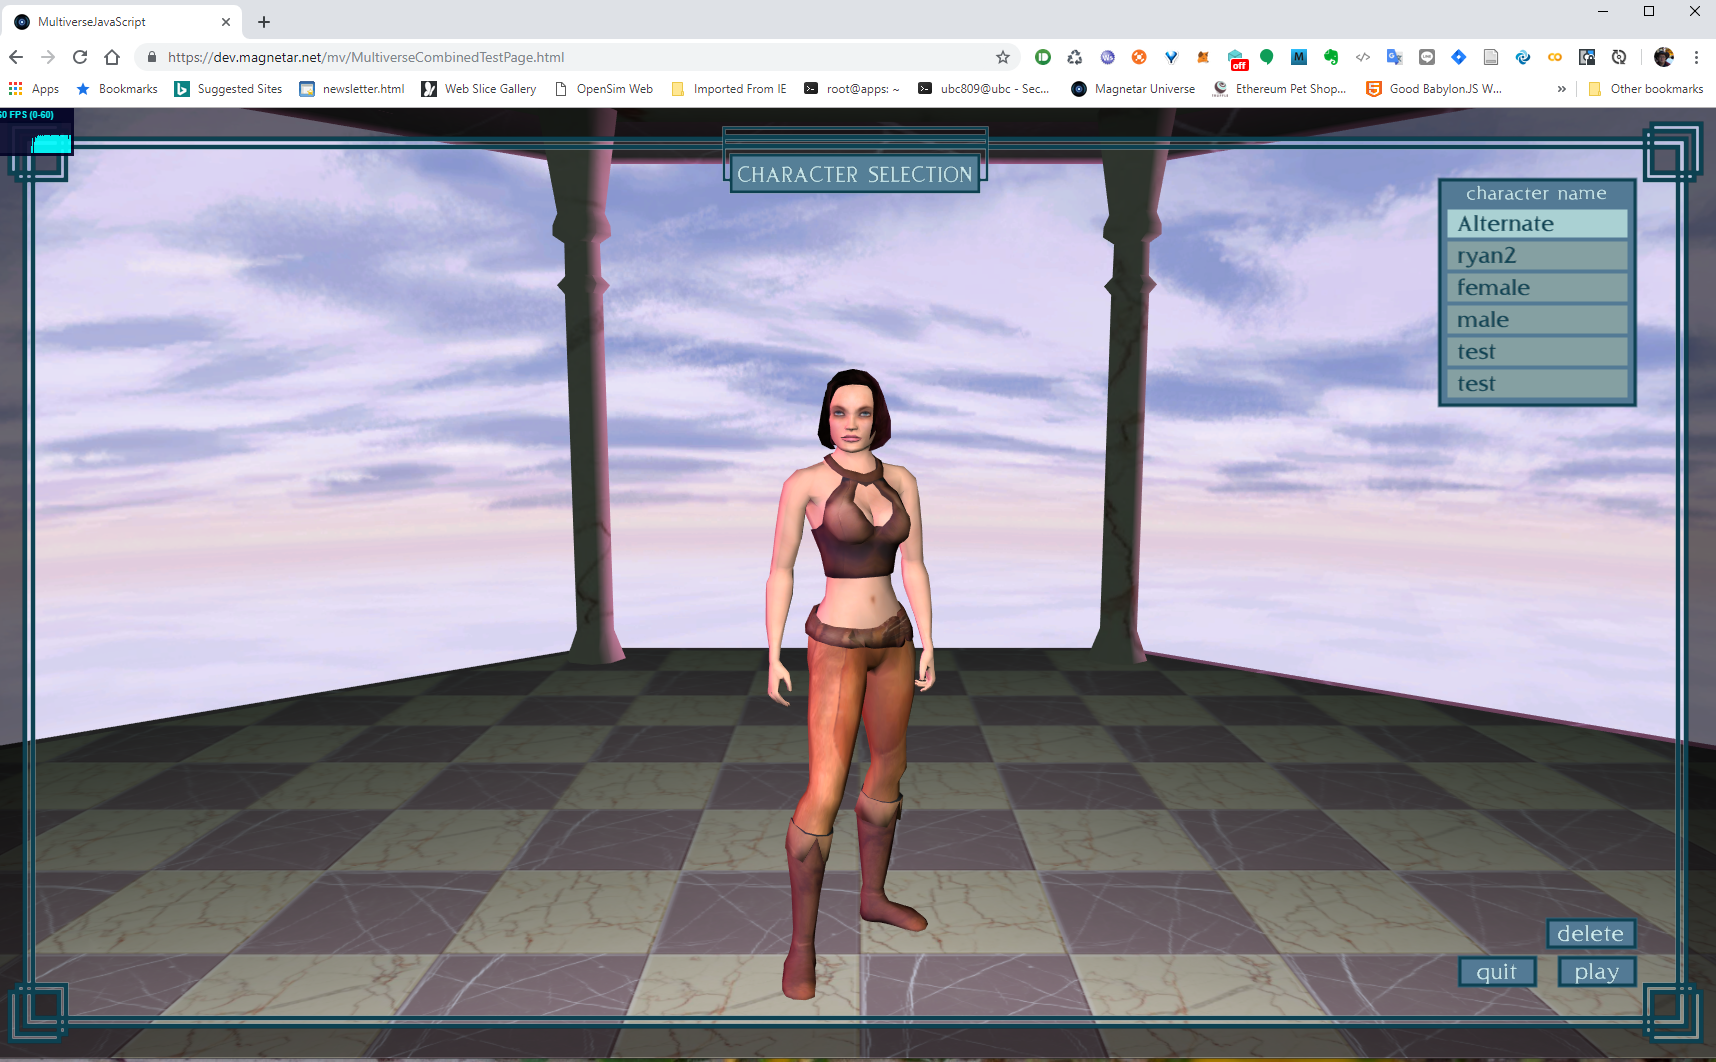 MultiverseJavaScript
https://dev.magnetar.net/mv/MultiverseCombinedTestPage.html
off
Apps Bookmarks Suggested Sites newsletter.html Web Slice Gallery OpenSim Web Imported From IE root@apps: ~ ubc809@ubc - Sec... Magnetar Universe Ethereum Pet Shop... Good BabylonJS W... » Other bookmarks
60 FPS (0-60)
CHARACTER SELECTION
character name
Alternate
ryan2
female
male
test
test
delete
quit play